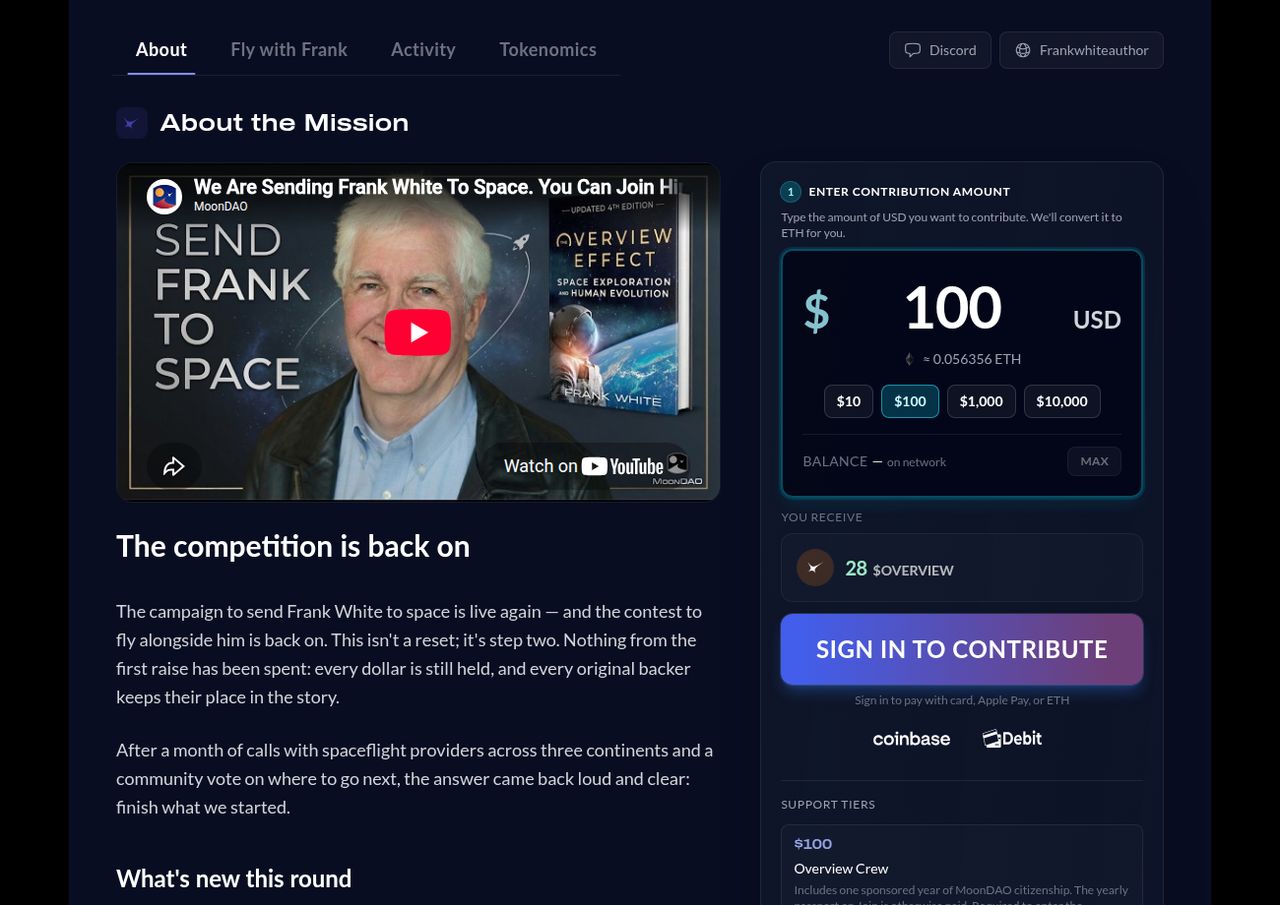 About
Fly with Frank
Activity
Tokenomics
Discord
Frankwhiteauthor
About the Mission
We Are Sending Frank White To Space. You Can Join Hi
MoonDAO
SEND
FRANK
TO
SPACE
UPDATED 4TH EDITION
THE OVERVIEW
EFFECT
SPACE EXPLORATION
AND HUMAN EVOLUTION
FRANK WHITE
Watch on YouTube
MOONDAO
The competition is back on
The campaign to send Frank White to space is live again — and the contest to
fly alongside him is back on. This isn't a reset; it's step two. Nothing from the
first raise has been spent: every dollar is still held, and every original backer
keeps their place in the story.
After a month of calls with spaceflight providers across three continents and a
community vote on where to go next, the answer came back loud and clear:
finish what we started.
What's new this round
1 ENTER CONTRIBUTION AMOUNT
Type the amount of USD you want to contribute. We'll convert it to
ETH for you.
$ 100 USD
≈ 0.056356 ETH
$10 $100 $1,000 $10,000
BALANCE — on network MAX
YOU RECEIVE
28 $OVERVIEW
SIGN IN TO CONTRIBUTE
Sign in to pay with card, Apple Pay, or ETH
coinbase Debit
SUPPORT TIERS
$100
Overview Crew
Includes one sponsored year of MoonDAO citizenship. The yearly